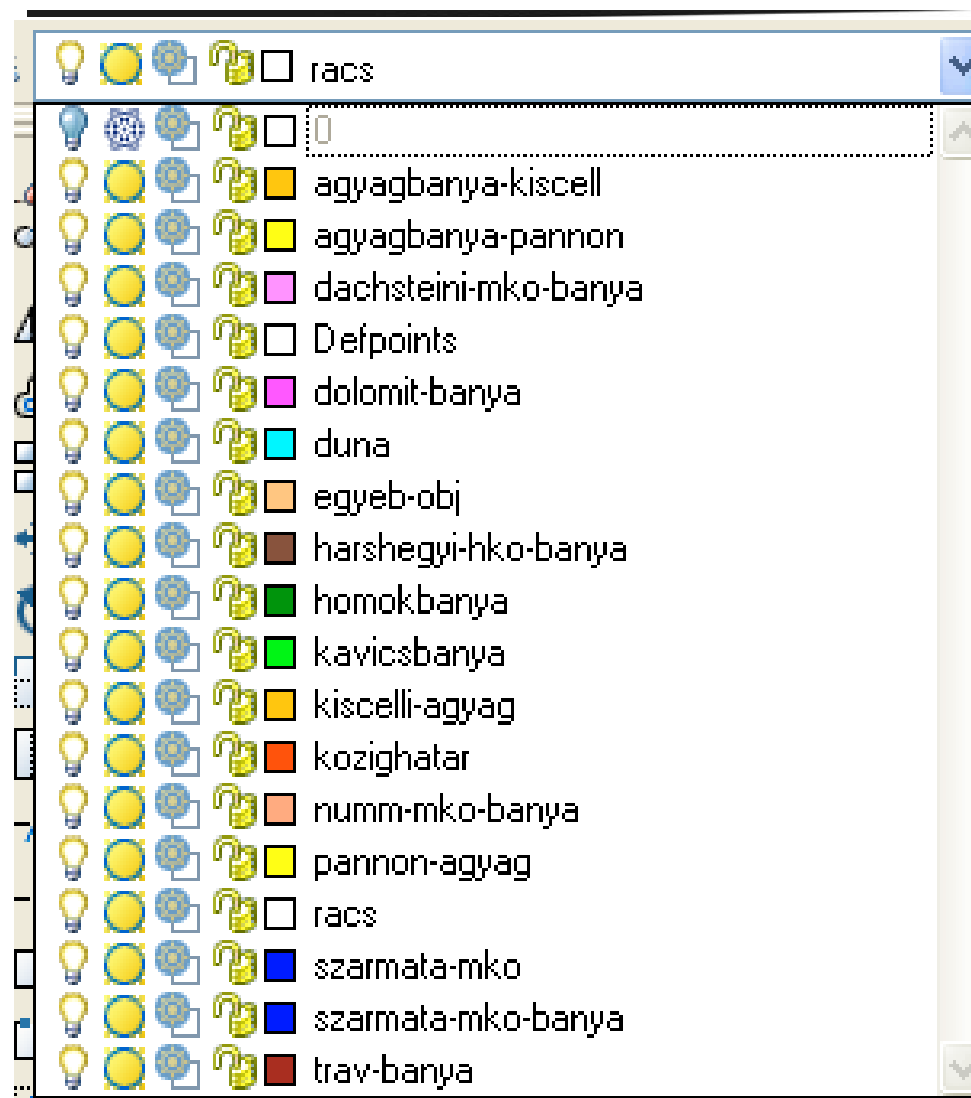 racs
0
agyagbanya-kiscell
agyagbanya-pannon
dachsteini-mko-banya
Defpoints
dolomit-banya
duna
egyeb-obj
harshegyi-hko-banya
homokbanya
kavicsbanya
kiscelli-agyag
kozighatar
numm-mko-banya
pannon-agyag
racs
szarmata-mko
szarmata-mko-banya
trav-banya